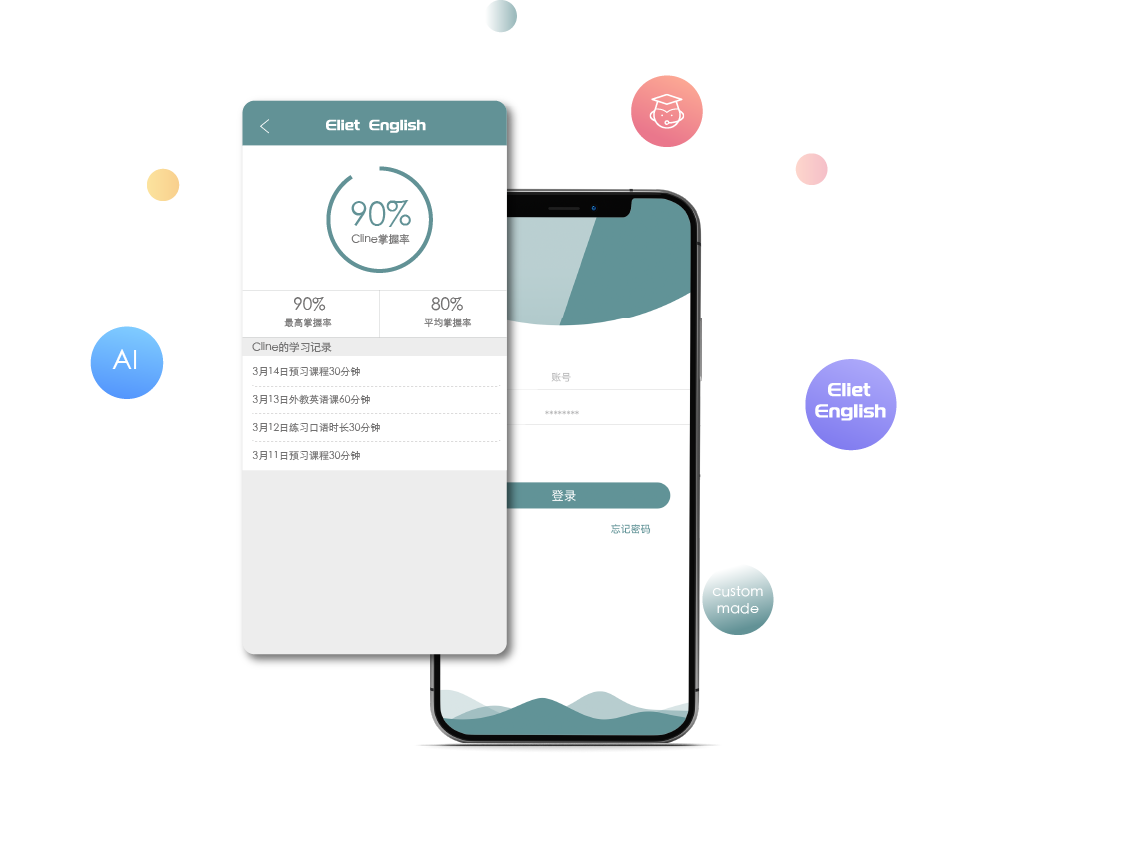 Eliet English
90%
Cline掌握率
90%
80%
最高掌握率
平均掌握率
Cline的学习记录
3月14日预习课程30分钟
3月13日外教英语课60分钟
3月12日练习口语时长30分钟
3月11日预习课程30分钟
账号
********
登录
忘记密码
AI
Eliet
English
custom
made